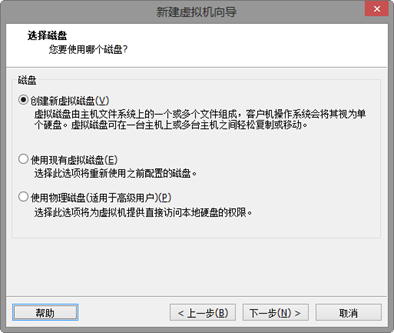 新建虚拟机向导
选择磁盘
您要使用哪个磁盘?
磁盘
创建新虚拟磁盘(V)
虚拟磁盘由主机文件系统上的一个或多个文件组成，客户机操作系统会将其视为单
个硬盘。虚拟磁盘可在一台主机上或多台主机之间轻松复制或移动。
使用现有虚拟磁盘(E)
选择此选项将重新使用之前配置的磁盘。
使用物理磁盘(适用于高级用户)(P)
选择此选项将为虚拟机提供直接访问本地硬盘的权限。
帮助
< 上一步(B)
下一步(N) >
取消